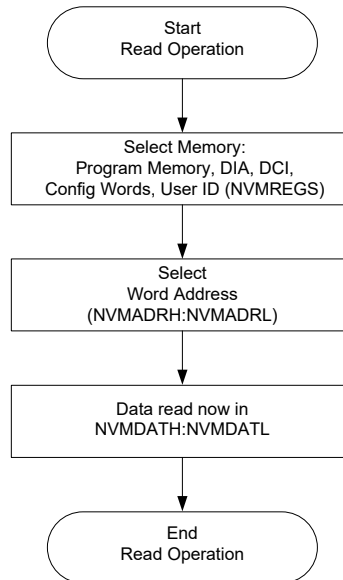 Start
Read Operation
Select Memory:
Program Memory, DIA, DCI,
Config Words, User ID (NVMREGS)
Select
Word Address
(NVMADRH:NVMADRL)
Data read now in
NVMDATH:NVMDATL
End
Read Operation